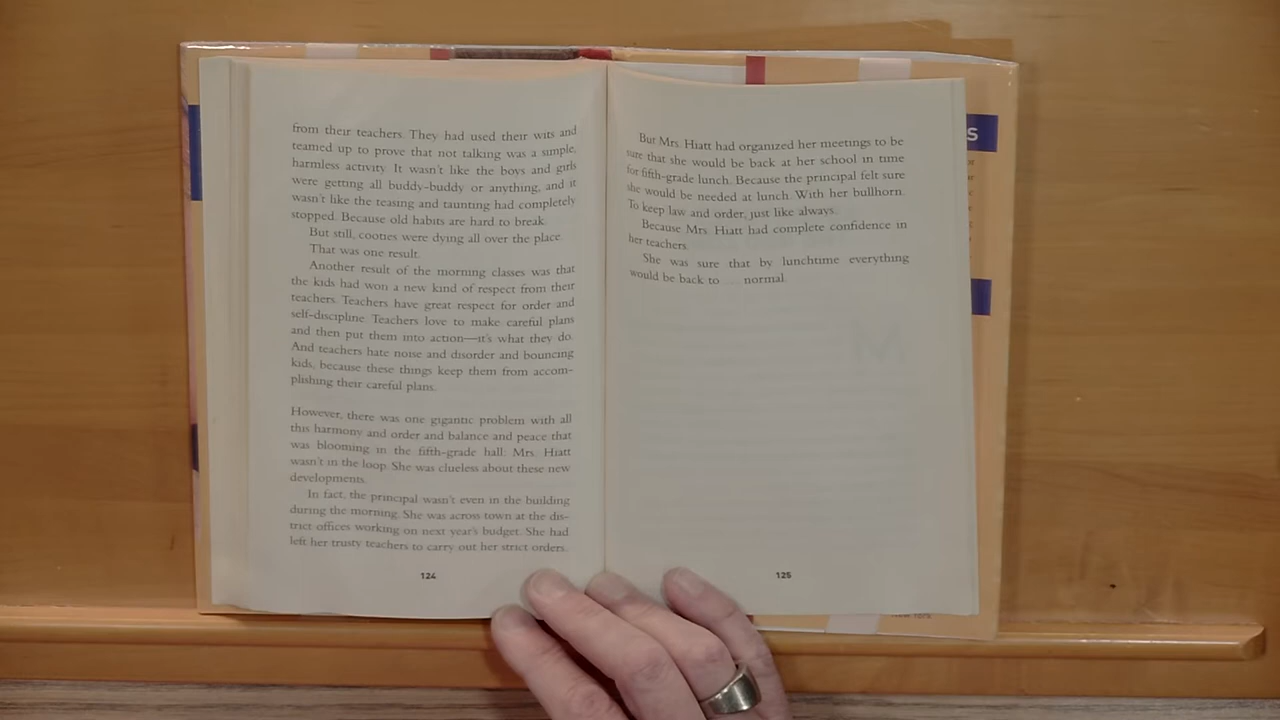 from their teachers. They had used their wits and
teamed up to prove that not talking was a simple,
harmless activity. It wasn't like the boys and girls
were getting all buddy-buddy or anything, and it
wasn't like the teasing and taunting had completely
stopped. Because old habits are hard to break.
But still, cooties were dying all over the place.
That was one result.
Another result of the morning classes was that
the kids had won a new kind of respect from their
teachers. Teachers have great respect for order and
self-discipline. Teachers love to make careful plans
and then put them into action—it's what they do.
And teachers hate noise and disorder and bouncing
kids, because these things keep them from accom-
plishing their careful plans.
However, there was one gigantic problem with all
this harmony and order and balance and peace that
was blooming in the fifth-grade hall: Mrs. Hiatt
wasn't in the loop. She was clueless about these new
developments.
In fact, the principal wasn't even in the building
during the morning. She was across town at the dis-
trict offices working on next year's budget. She had
left her trusty teachers to carry out her strict orders.
124
But Mrs. Hiatt had organized her meetings to be
sure that she would be back at her school in time
for fifth-grade lunch. Because the principal felt sure
she would be needed at lunch. With her bullhorn.
To keep law and order, just like always.
Because Mrs. Hiatt had complete confidence in
her teachers.
She was sure that by lunchtime everything
would be back to . . . normal.
125
S